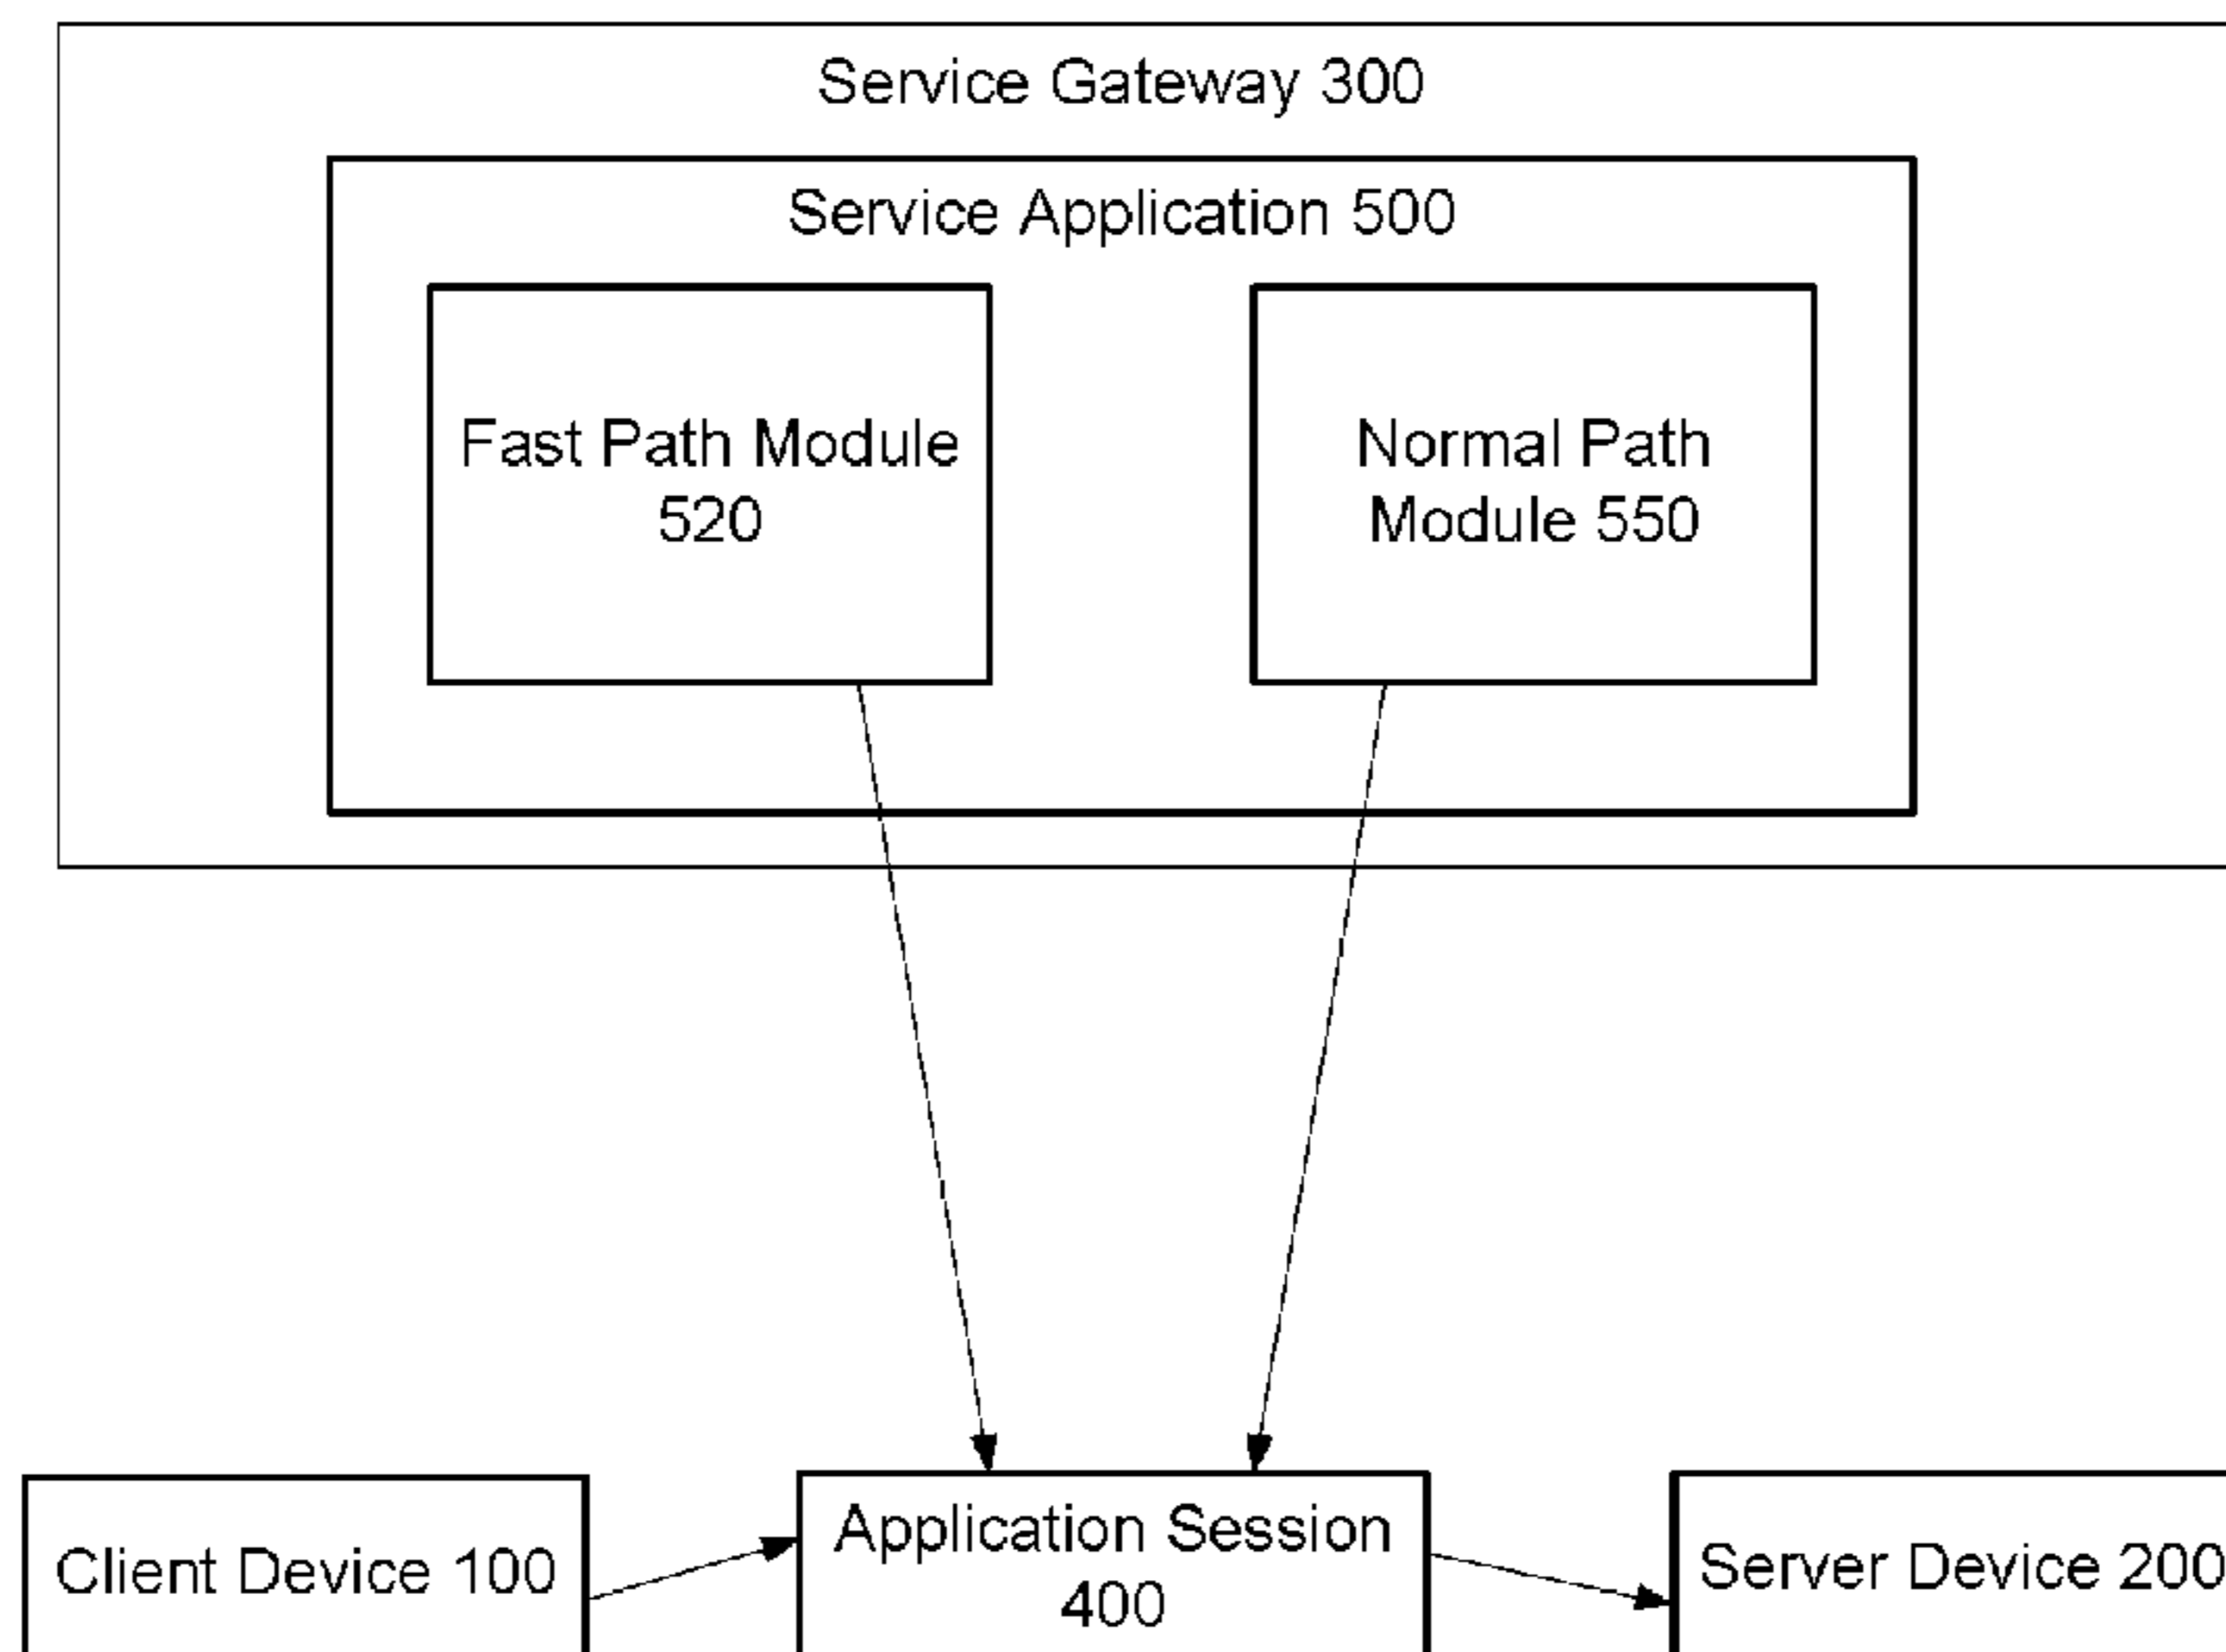 Service Gateway 300
Service Application 500
Fast Path Module
520
Normal Path
Module 550
Client Device 100
Application Session
400
Server Device 200